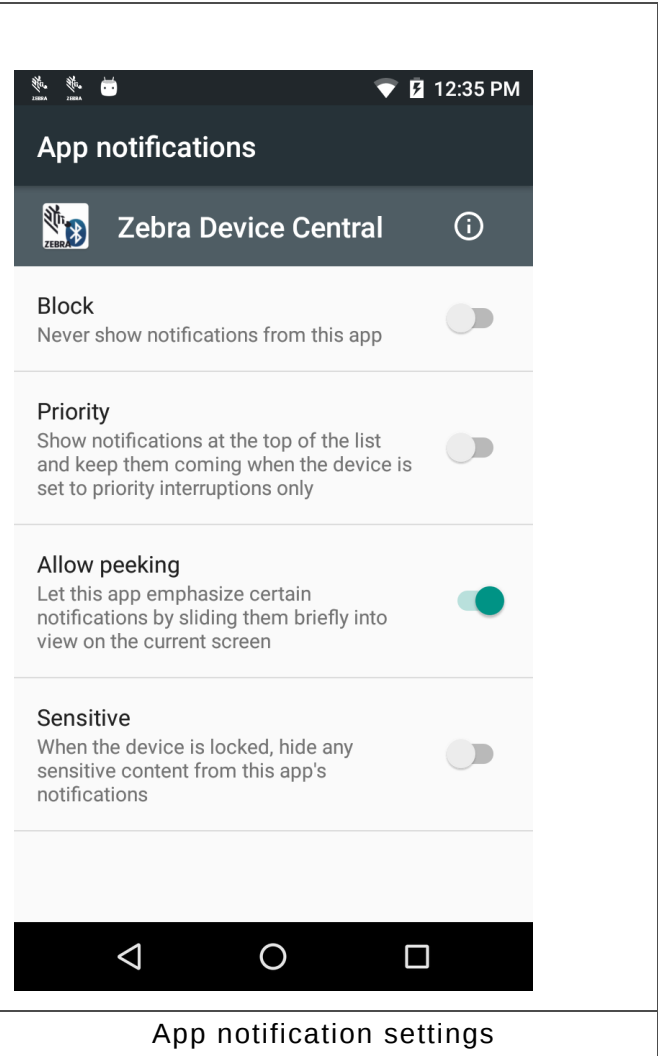 ZEBRA ZEBRA 12:35 PM
App notifications
ZEBRA Zebra Device Central
Block
Never show notifications from this app
Priority
Show notifications at the top of the list
and keep them coming when the device is
set to priority interruptions only
Allow peeking
Let this app emphasize certain
notifications by sliding them briefly into
view on the current screen
Sensitive
When the device is locked, hide any
sensitive content from this app's
notifications
App notification settings